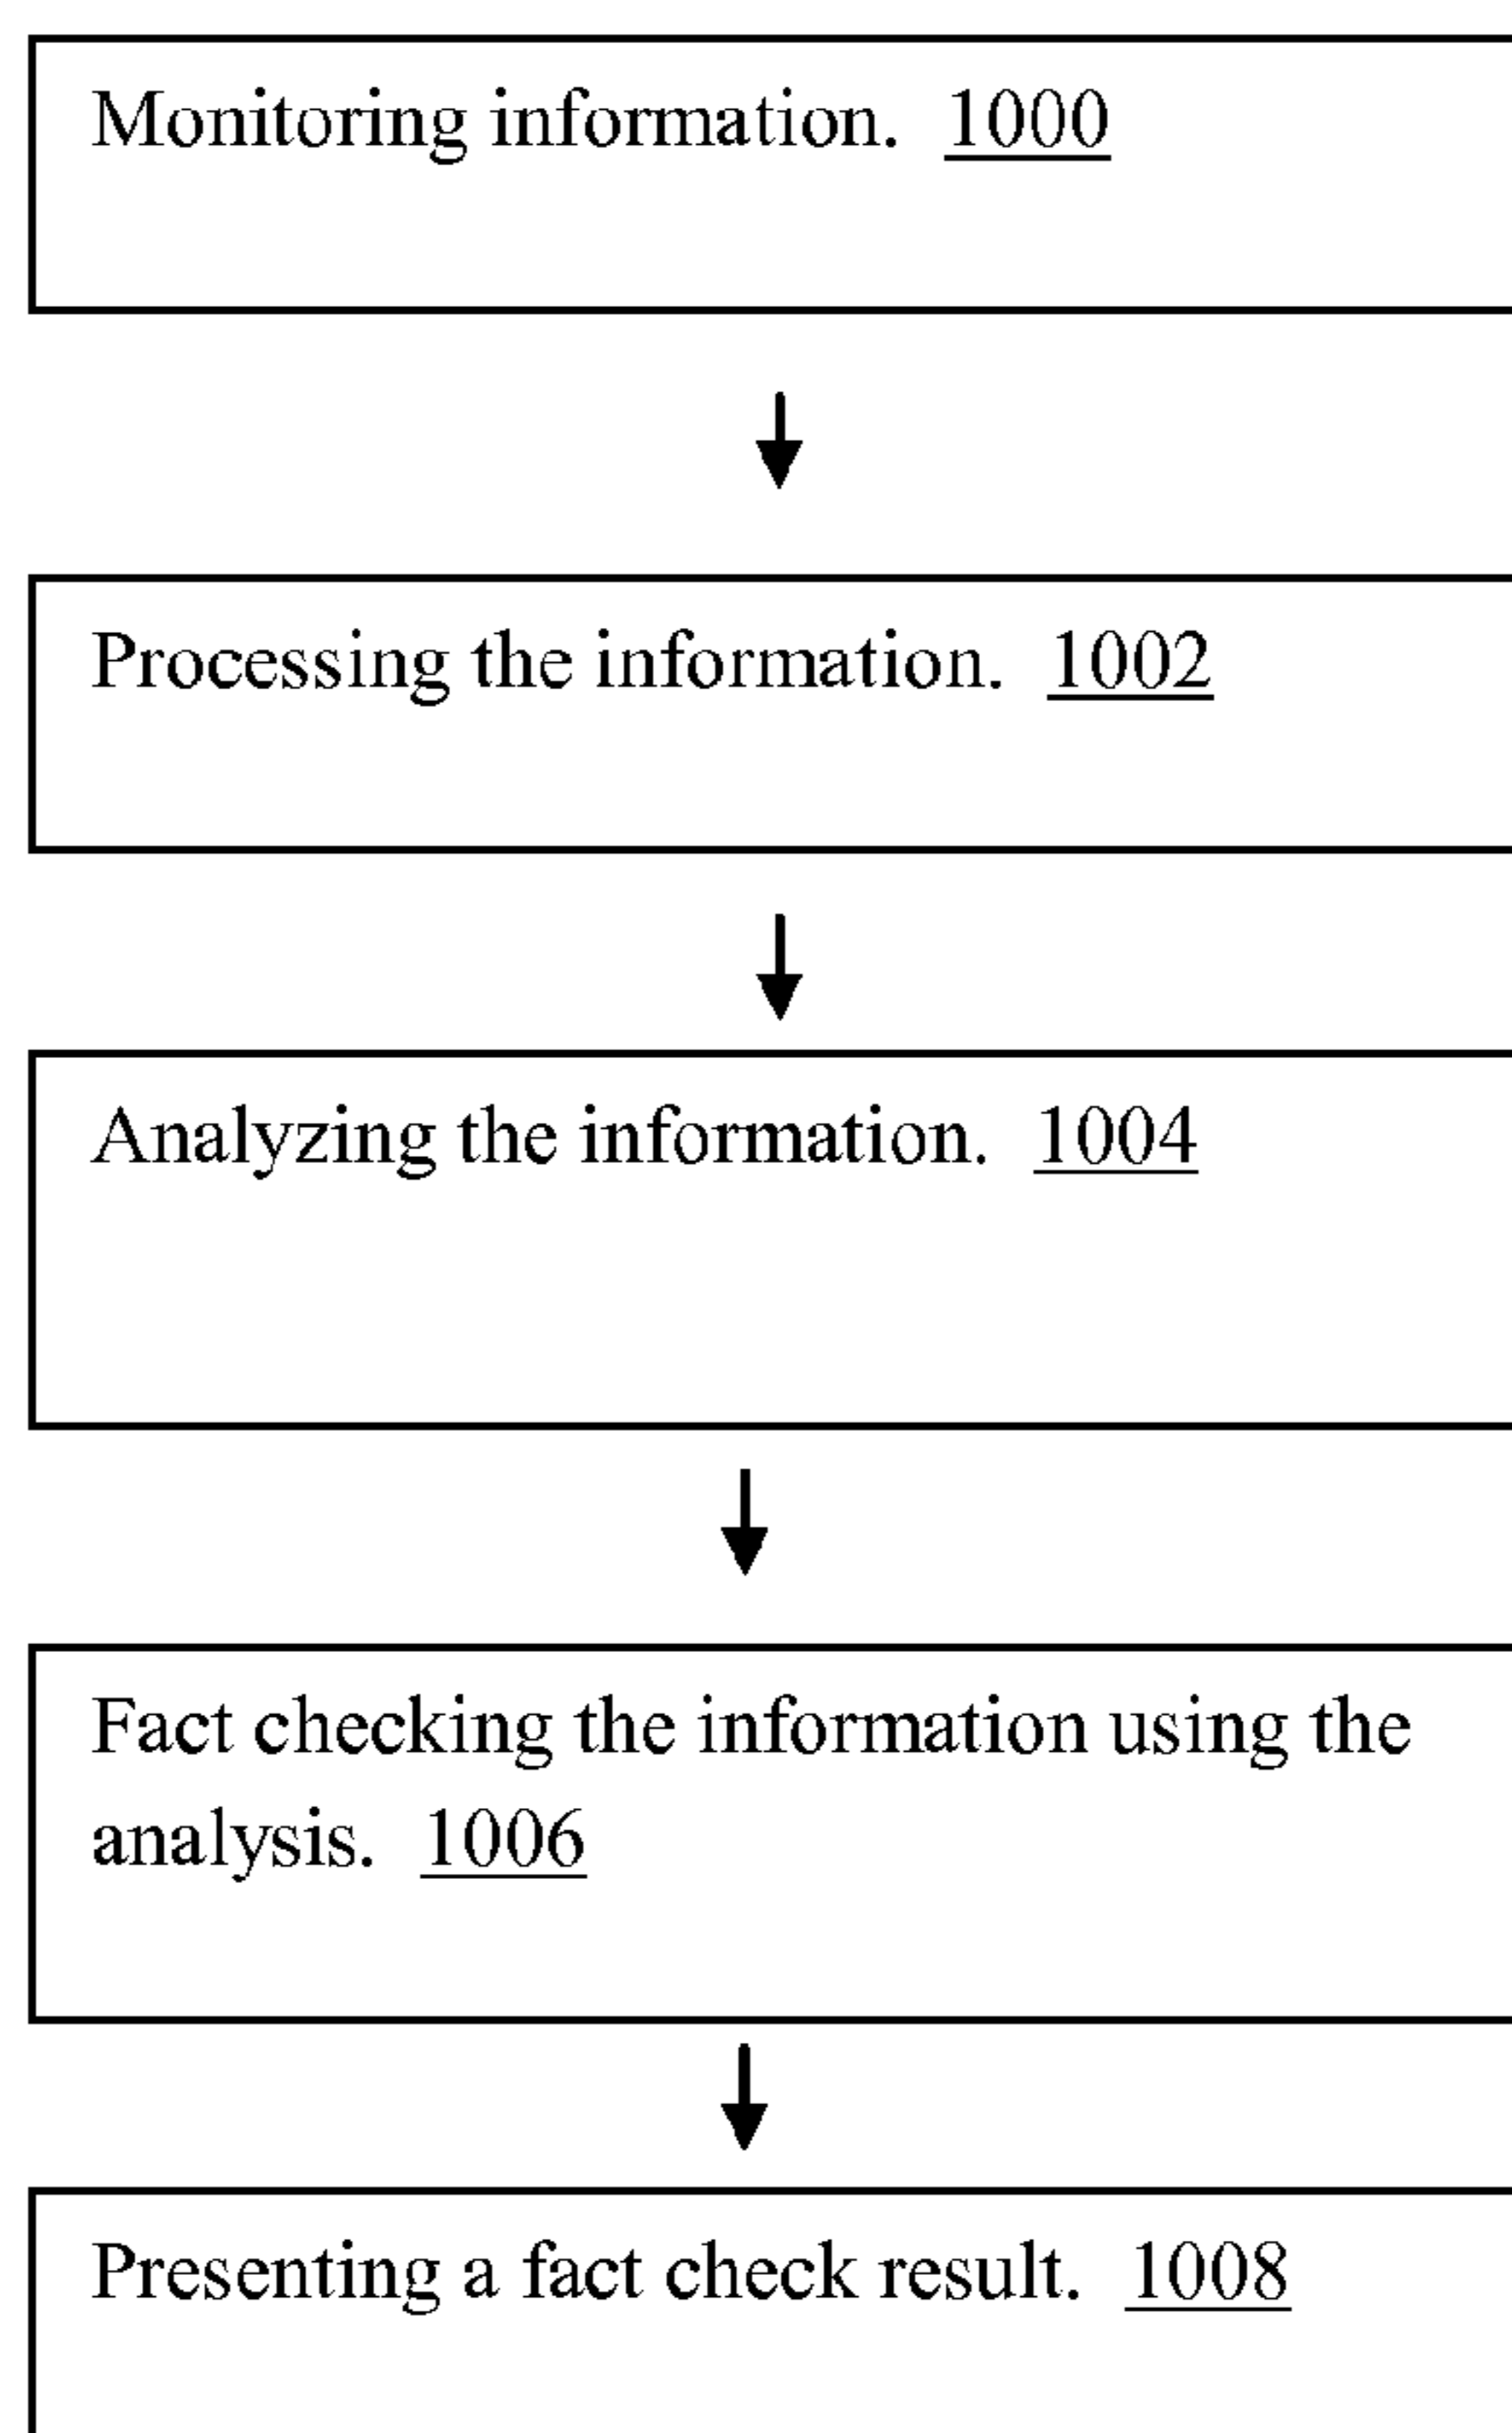 Monitoring information. 1000
Processing the information. 1002
Analyzing the information. 1004
Fact checking the information using the
analysis. 1006
Presenting a fact check result. 1008